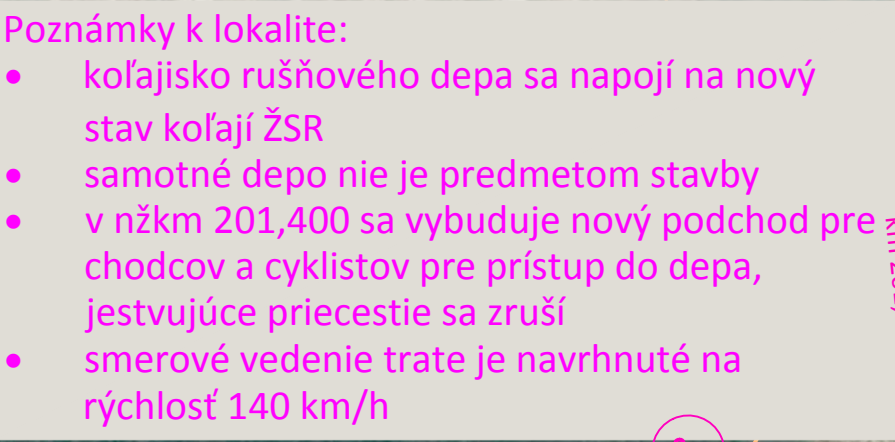 Poznámky k lokalite:
• koľajisko rušňového depa sa napojí na nový
stav koľají ŽSR
• samotné depo nie je predmetom stavby
• v nžkm 201,400 sa vybuduje nový podchod pre
chodcov a cyklistov pre prístup do depa,
jestvujúce priecestie sa zruší
• smerové vedenie trate je navrhnuté na
rýchlosť 140 km/h